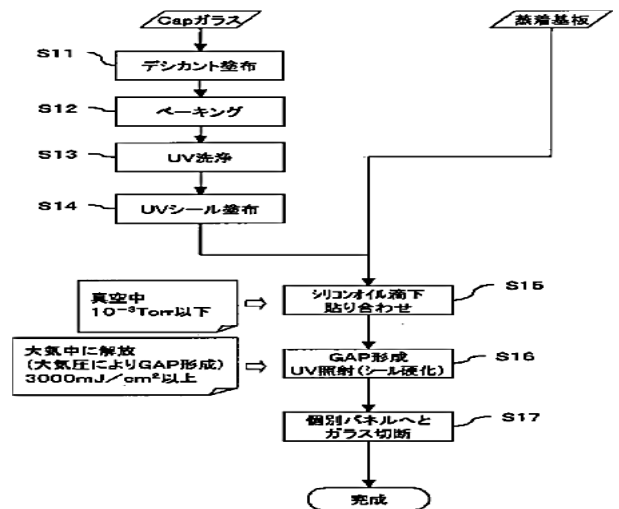 Capガラス
蒸着基板
S11
デシカント塗布
S12
ベーキング
S13
UV洗浄
S14
UVシール塗布
真空中
10⁻³Torr以下
シリコンオイル滴下
貼り合わせ
S15
大気中に解放
(大気圧によりGAP形成)
3000mJ/cm²以上
GAP形成
UV照射(シール硬化)
S16
個別パネルへと
ガラス切断
S17
完成